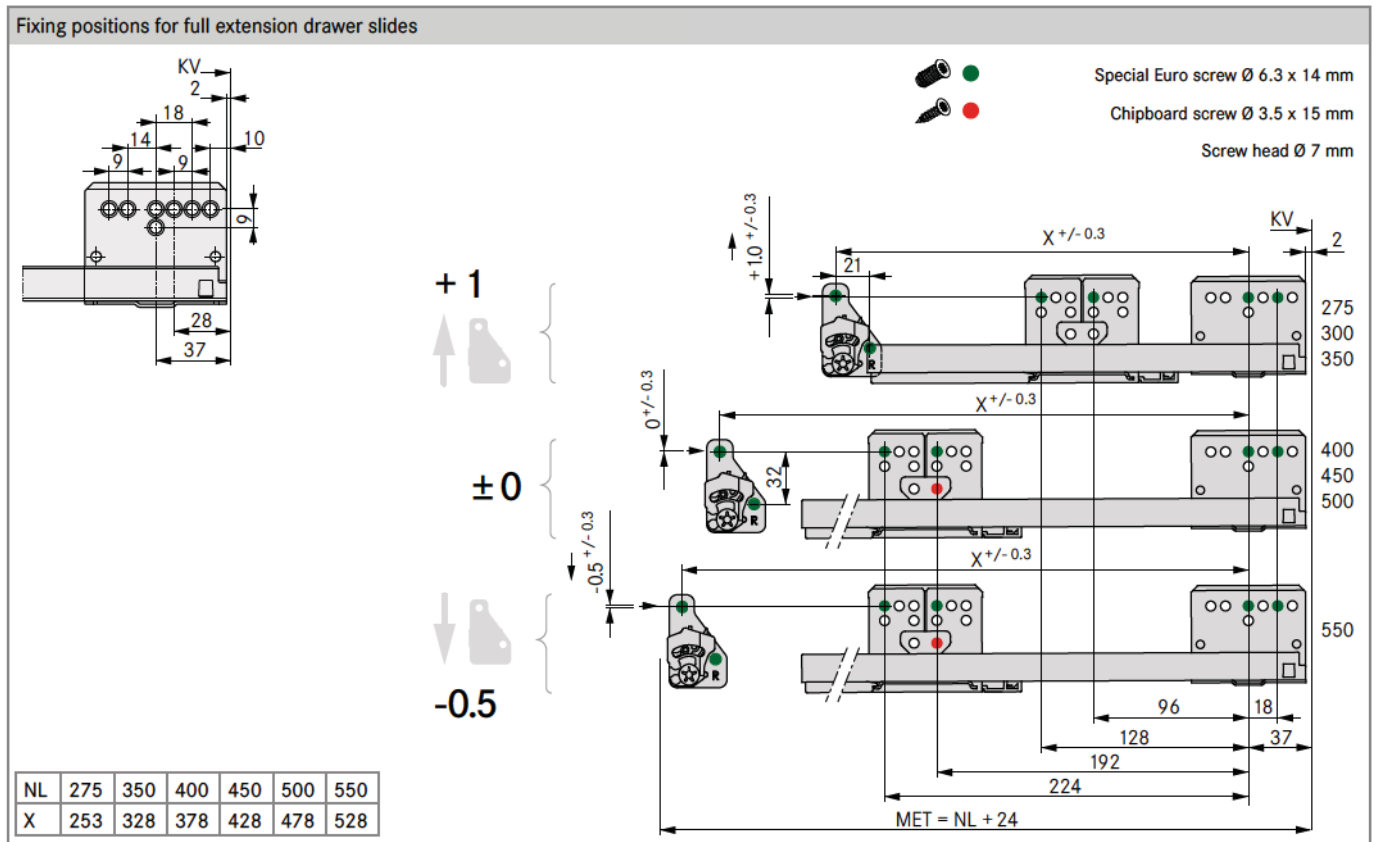 Fixing positions for full extension drawer slides
KV
2
18
14
10
9
9
9
28
37
Special Euro screw Ø 6.3 x 14 mm
Chipboard screw Ø 3.5 x 15 mm
Screw head Ø 7 mm
+ 1
+1.0 +/- 0.3
X +/- 0.3
KV
2
21
R
275
300
350
± 0
0 +/- 0.3
X +/- 0.3
32
R
400
450
500
-0.5
-0.5 +/- 0.3
X +/- 0.3
R
550
96
18
128
37
192
224
MET = NL + 24
NL 275 350 400 450 500 550
X 253 328 378 428 478 528